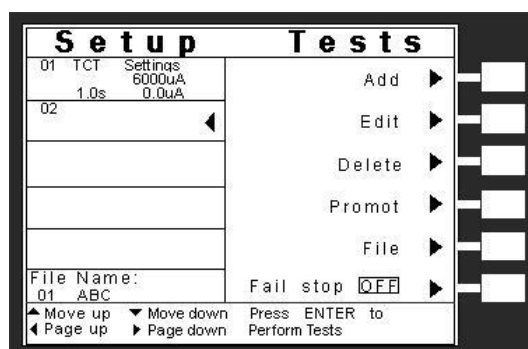 Setup Tests
01 TCT Settings
6000uA
1.0s 0.0uA
02
Add
Edit
Delete
Promot
File
File Name:
01 ABC
Fail stop OFF
Move up Move down
Page up Page down
Press ENTER to
Perform Tests